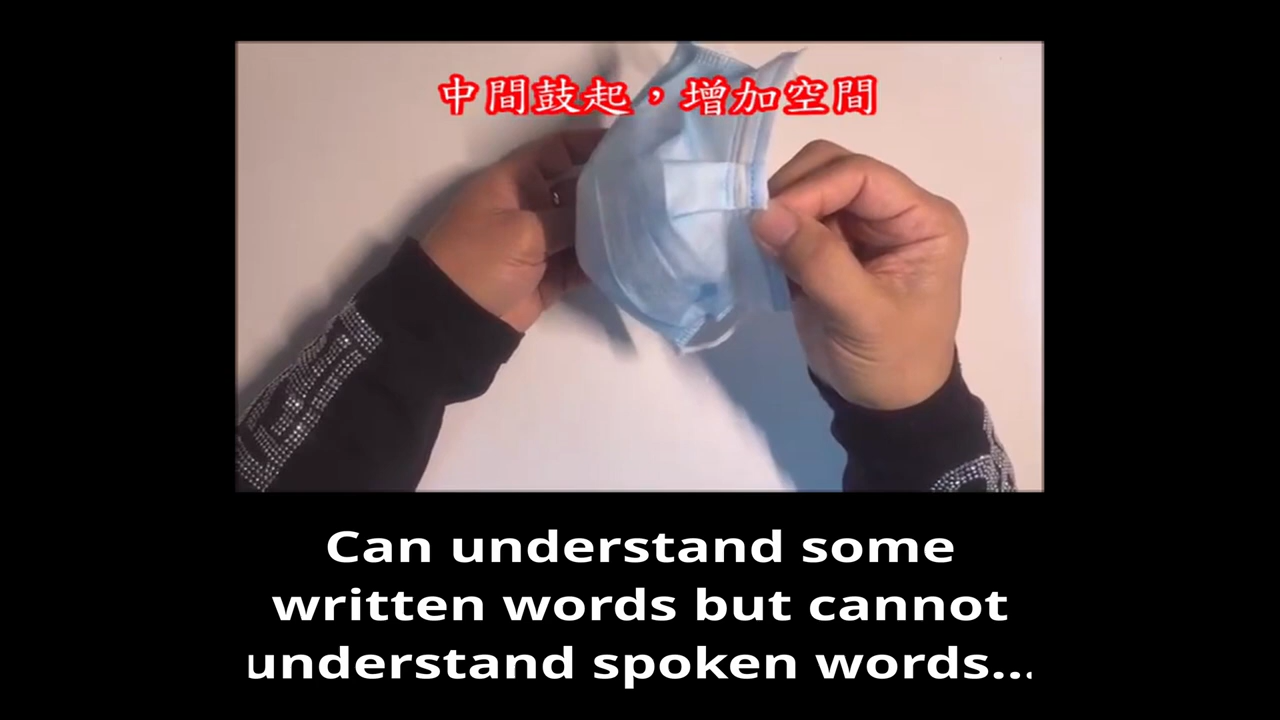 中間鼓起，增加空間
Can understand some
written words but cannot
understand spoken words...